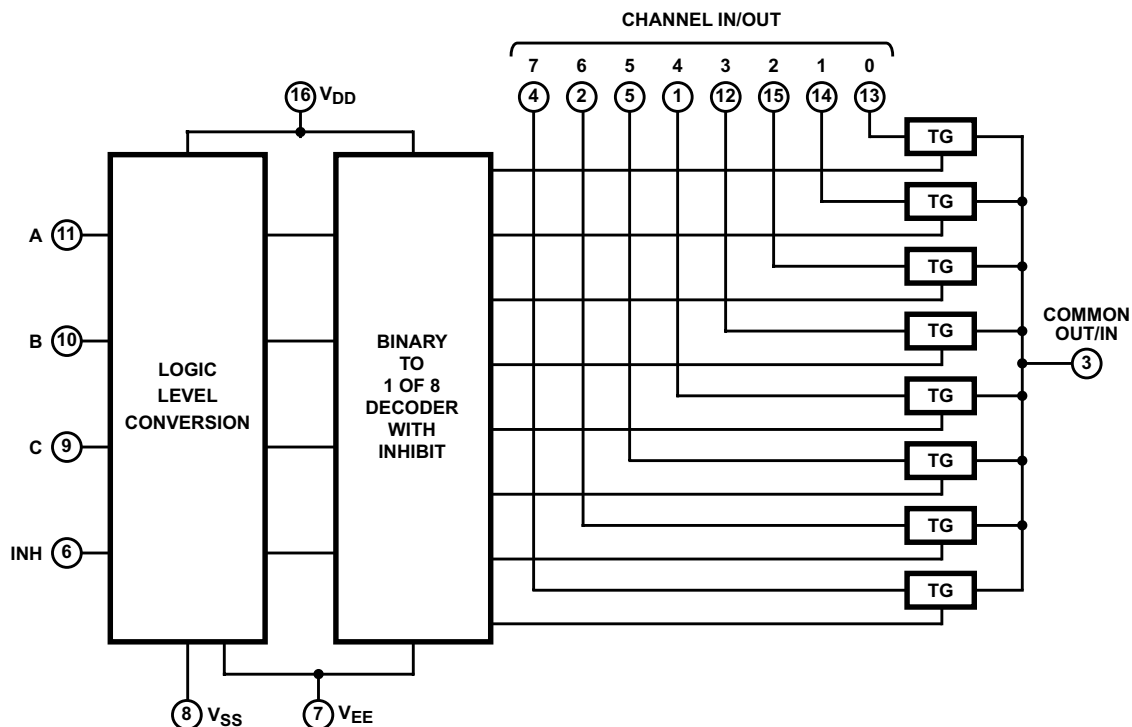 CHANNEL IN/OUT
7 6 5 4 3 2 1 0
4 2 5 1 12 15 14 13
16 VDD
TG
TG
TG
TG
TG
TG
TG
TG
A 11
B 10
C 9
INH 6
LOGIC
LEVEL
CONVERSION
BINARY
TO
1 OF 8
DECODER
WITH
INHIBIT
COMMON
OUT/IN
3
8 VSS
7 VEE